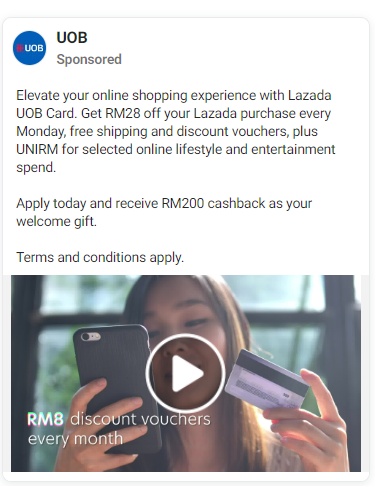 UOB
UOB
Sponsored
Elevate your online shopping experience with Lazada
UOB Card. Get RM28 off your Lazada purchase every
Monday, free shipping and discount vouchers, plus
UNIRM for selected online lifestyle and entertainment
spend.
Apply today and receive RM200 cashback as your
welcome gift.
Terms and conditions apply.
RM8 discount vouchers
every month